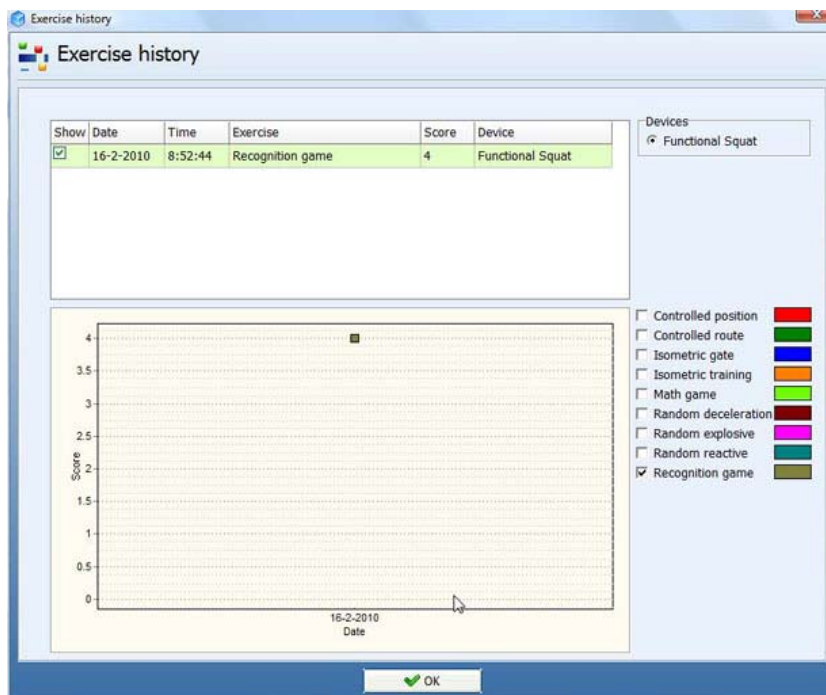 Exercise history
Exercise history
Show Date Time Exercise Score Device
16-2-2010 8:52:44 Recognition game 4 Functional Squat
Devices
Functional Squat
4
3.5
3
2.5
2
1.5
1
0.5
0
Score
16-2-2010
Date
Controlled position
Controlled route
Isometric gate
Isometric training
Math game
Random deceleration
Random explosive
Random reactive
Recognition game
OK